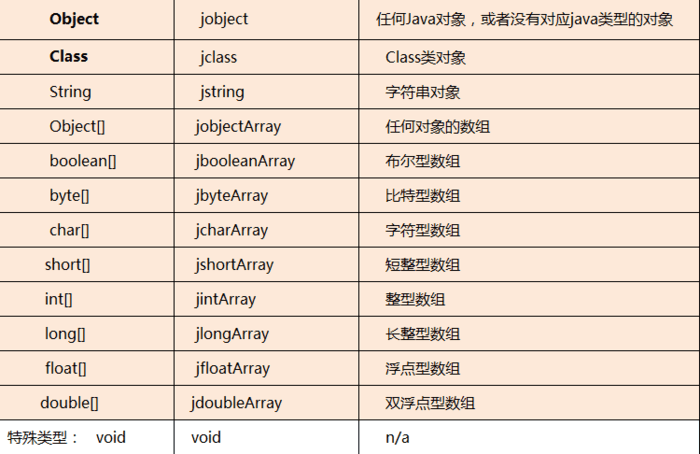 Object jobject 任何Java对象，或者没有对应java类型的对象
Class jclass Class类对象
String jstring 字符串对象
Object[] jobjectArray 任何对象的数组
boolean[] jbooleanArray 布尔型数组
byte[] jbyteArray 比特型数组
char[] jcharArray 字符型数组
short[] jshortArray 短整型数组
int[] jintArray 整型数组
long[] jlongArray 长整型数组
float[] jfloatArray 浮点型数组
double[] jdoubleArray 双浮点型数组
特殊类型： void void n/a